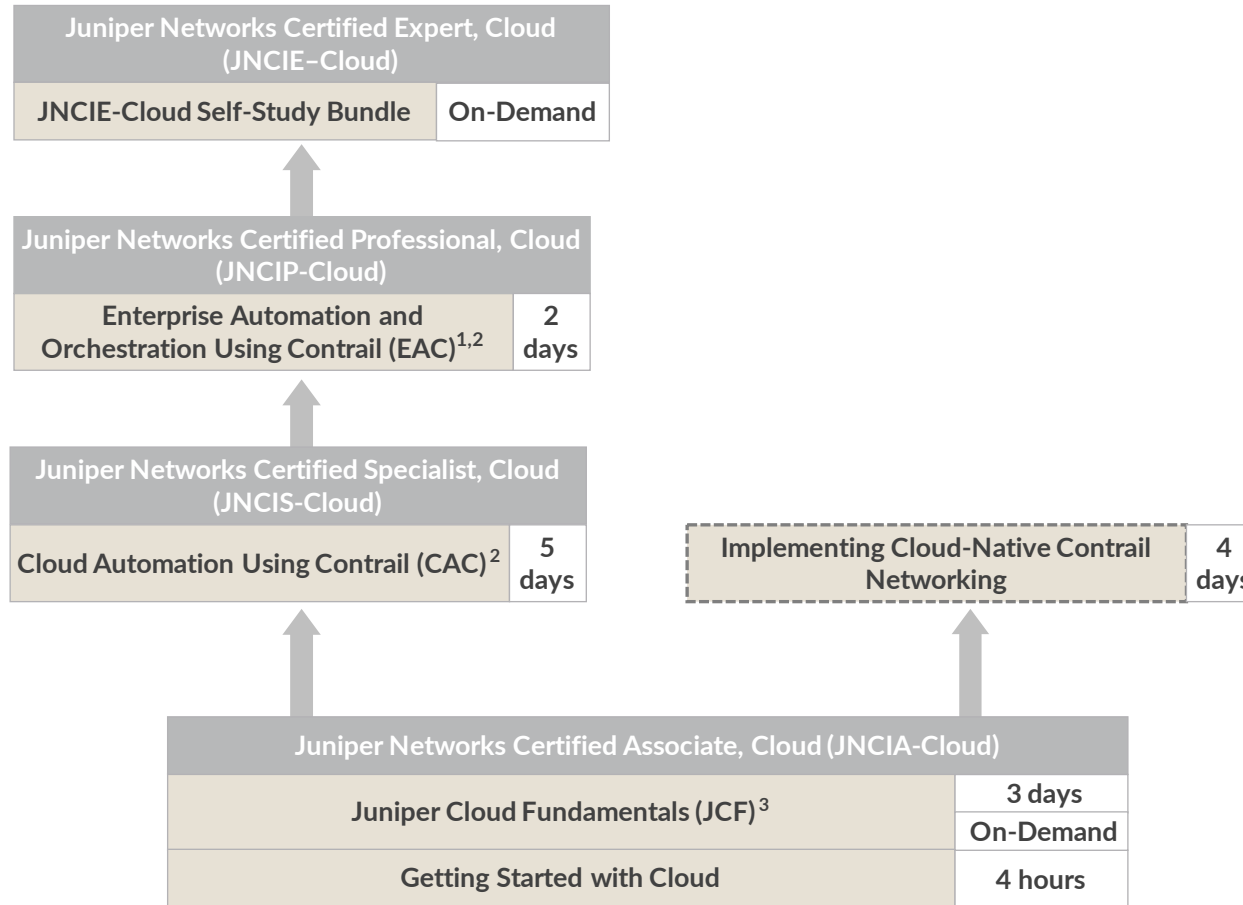 Juniper Networks Certified Expert, Cloud
(JNCIE–Cloud)
JNCIE-Cloud Self-Study Bundle
On-Demand
Juniper Networks Certified Professional, Cloud
(JNCIP-Cloud)
Enterprise Automation and
Orchestration Using Contrail (EAC)1,2
2
days
Juniper Networks Certified Specialist, Cloud
(JNCIS-Cloud)
Cloud Automation Using Contrail (CAC)2
5
days
Implementing Cloud-Native Contrail
Networking
4
days
Juniper Networks Certified Associate, Cloud (JNCIA-Cloud)
Juniper Cloud Fundamentals (JCF)3
3 days
On-Demand
Getting Started with Cloud
4 hours